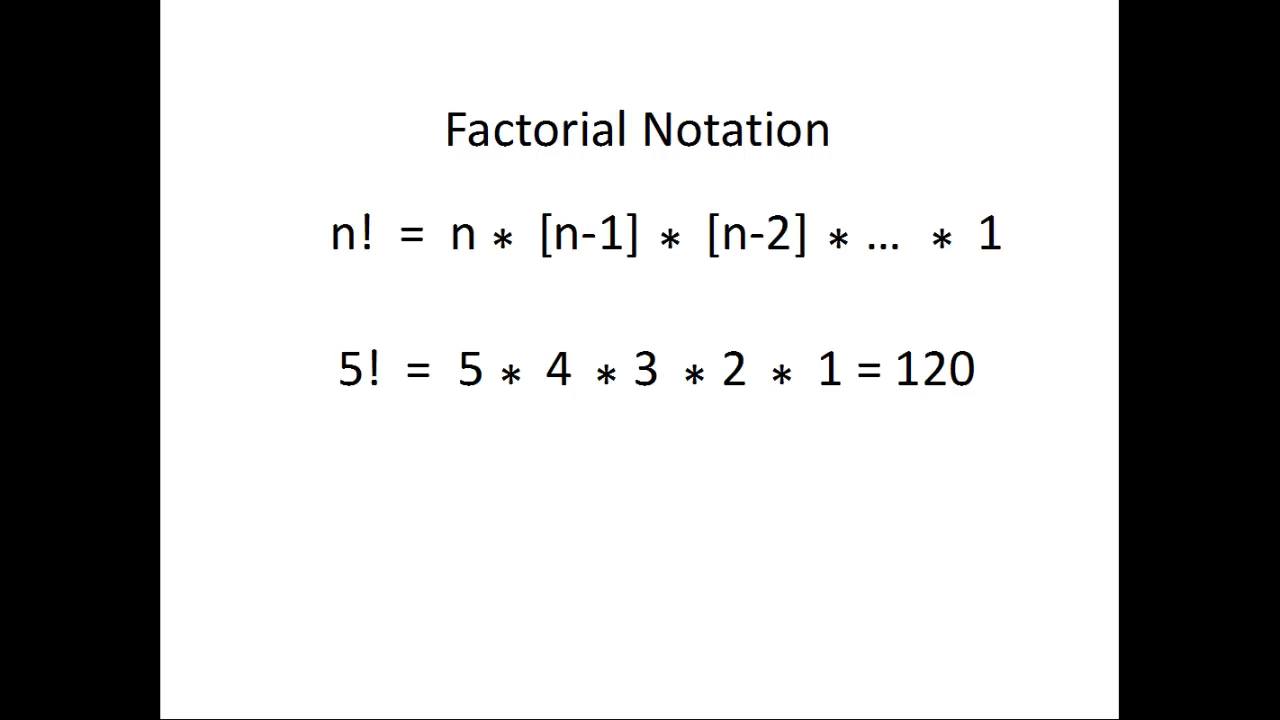 Factorial Notation
n! = n * [n-1] * [n-2] * ... * 1
5! = 5 * 4 * 3 * 2 * 1 = 120